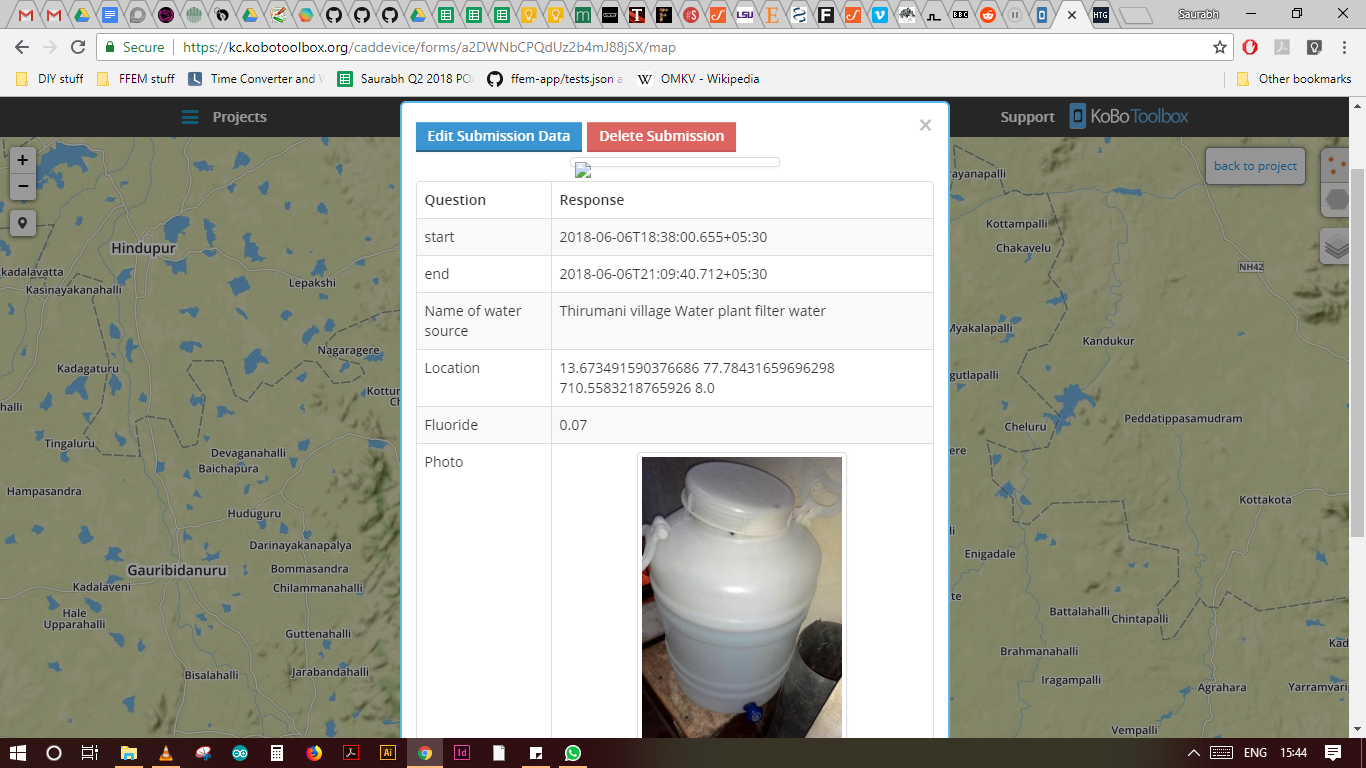 Saurabh
Secure
https://kc.kobotoolbox.org/caddevice/forms/a2DWNbCPQdUz2b4mJ88jSX/map
DIY stuff
FFEM stuff
Time Converter and
Saurabh Q2 2018 PO
ffem-app/tests.json a
OMKV - Wikipedia
Other bookmarks
Projects
Support
KoBoToolbox
Edit Submission Data
Delete Submission
×
back to project
Question Response
start 2018-06-06T18:38:00.655+05:30
end 2018-06-06T21:09:40.712+05:30
Name of water Thirumani village Water plant filter water
source
Location 13.673491590376686 77.78431659696298
710.5583218765926 8.0
Fluoride 0.07
Photo
+
−
Hindupur
kadalavatta
Kasinayakanahalli
Lepakshi
Nagaragere
Kadagaturu
Kottur
halli
Tingaluru
Devaganahalli
Baichapura
Hampasandra
Huduguru
Darinayakanapalya
Gauribidanuru
Bommasandra
Kadalaveni
Chilammanahalli
Hale
Upparahalli
Guttenahalli
Bisalahalli
Jarabandahalli
rayanapalli
Kottampalli
Chakavelu
NH42
Myakalapalli
Kandukur
gutlapalli
Peddatippasamudram
Cheluru
ere
Kottakota
li
Enigadale
te
Battalahalli
Chintapalli
Kad
Brahmanahalli
Iragampalli
Agrahara
Yarramvari
Vempalli
ENG
15:44